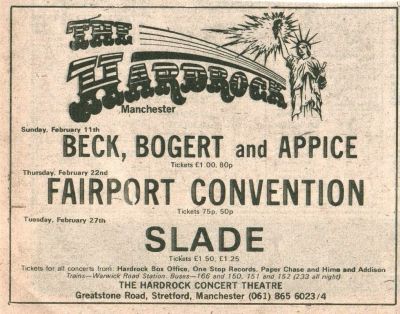 THE
HARDROCK
Manchester
Sunday, February 11th
BECK, BOGERT and APPICE
Tickets £1.00, 80p
Thursday, February 22nd
FAIRPORT CONVENTION
Tickets 75p, 50p
Tuesday, February 27th
SLADE
Tickets £1.50, £1.25
Tickets for all concerts from: Hardrock Box Office, One Stop Records, Paper Chase and Hime and Addison
Trains—Warwick Road Station. Buses—166 and 150, 151 and 152 (233 all night)
THE HARDROCK CONCERT THEATRE
Greatstone Road, Stretford, Manchester (061) 865 6023/4